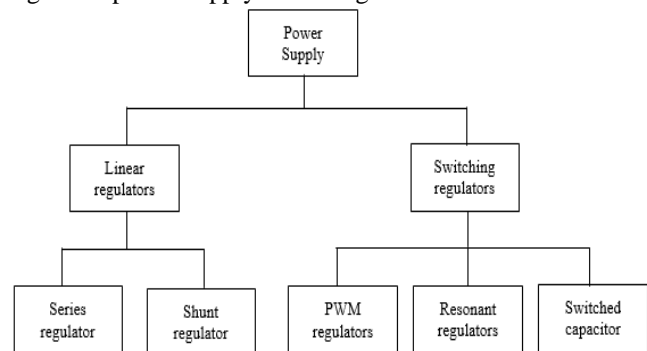 Power
Supply
Linear
regulators
Switching
regulators
Series
regulator
Shunt
regulator
PWM
regulators
Resonant
regulators
Switched
capacitor